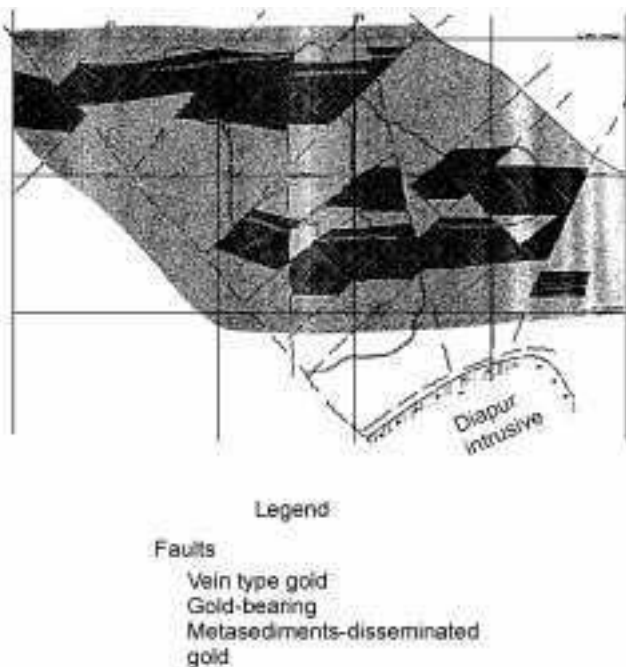 Diapur
intrusive
Legend
Faults
Vein type gold
Gold-bearing
Metasediments-disseminated
gold